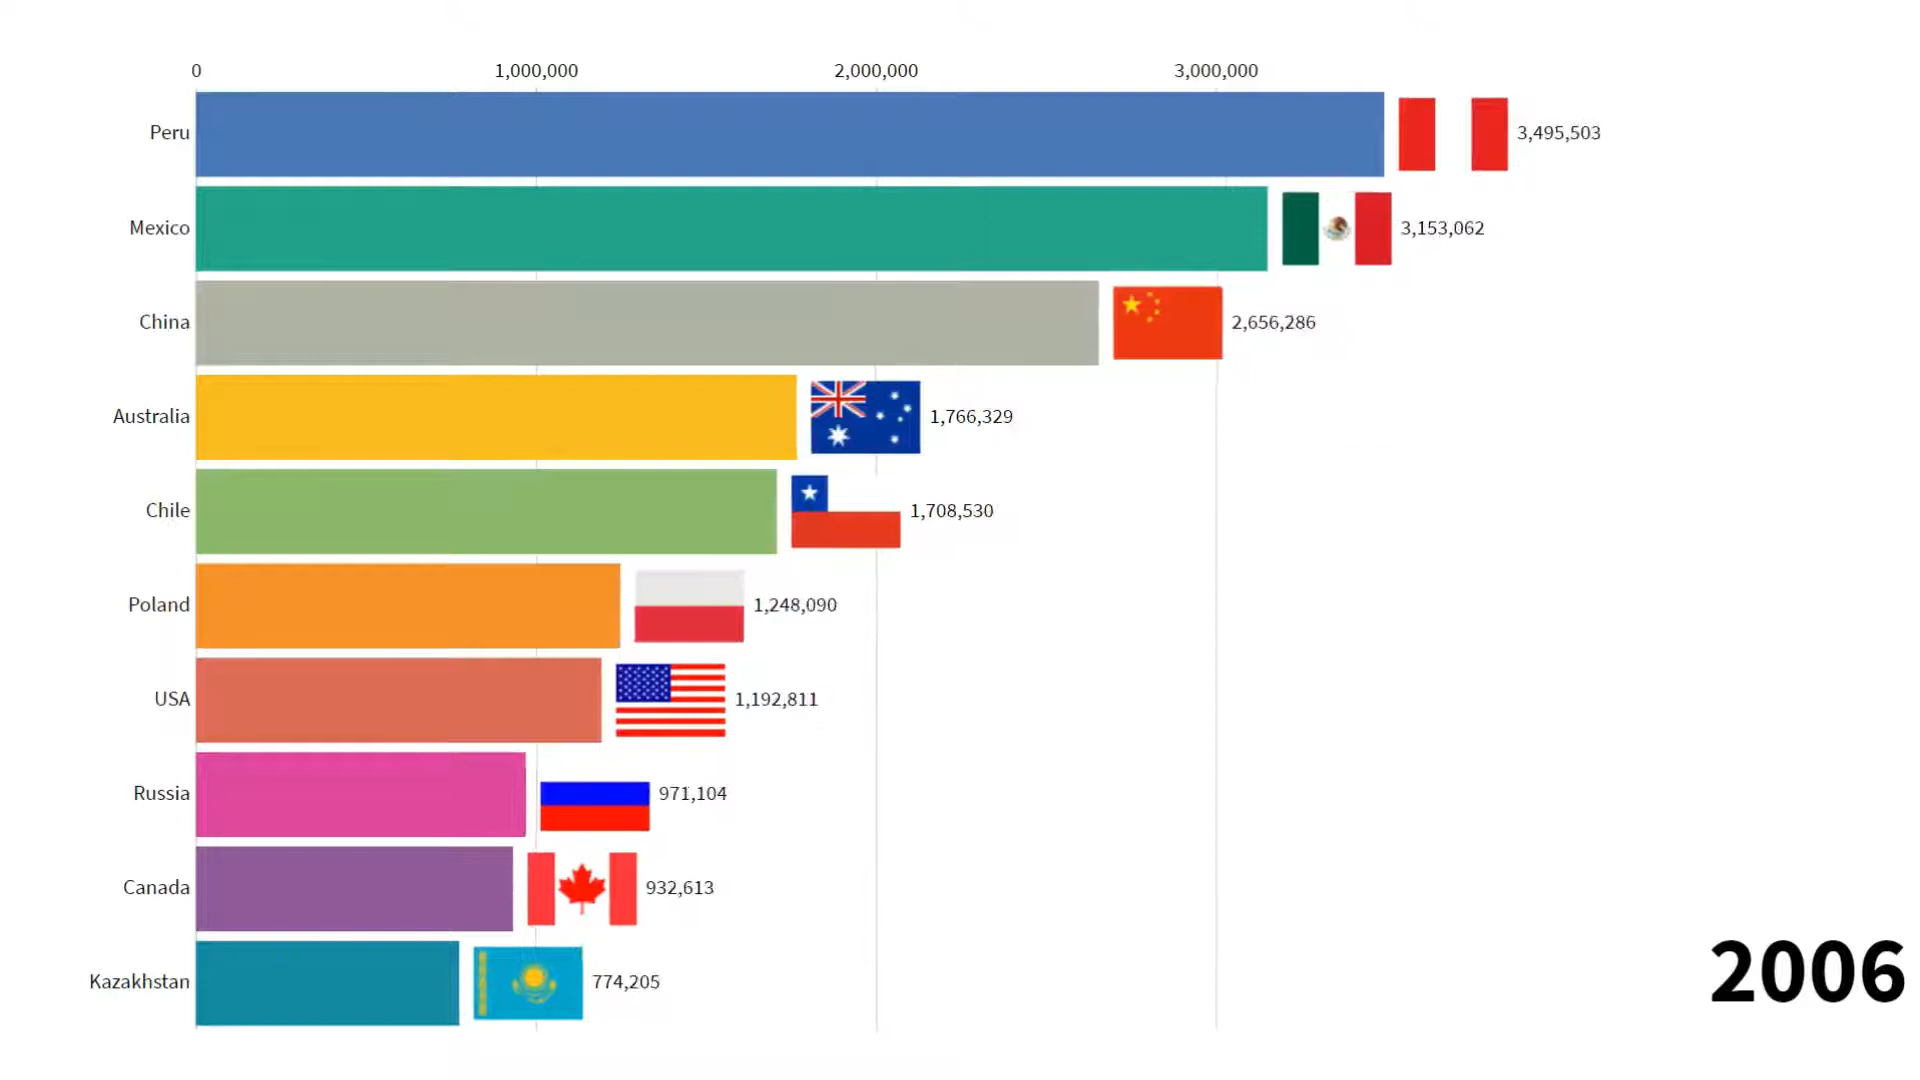 0 1,000,000 2,000,000 3,000,000
Peru 3,495,503
Mexico 3,153,062
China 2,656,286
Australia 1,766,329
Chile 1,708,530
Poland 1,248,090
USA 1,192,811
Russia 971,104
Canada 932,613
Kazakhstan 774,205
2006